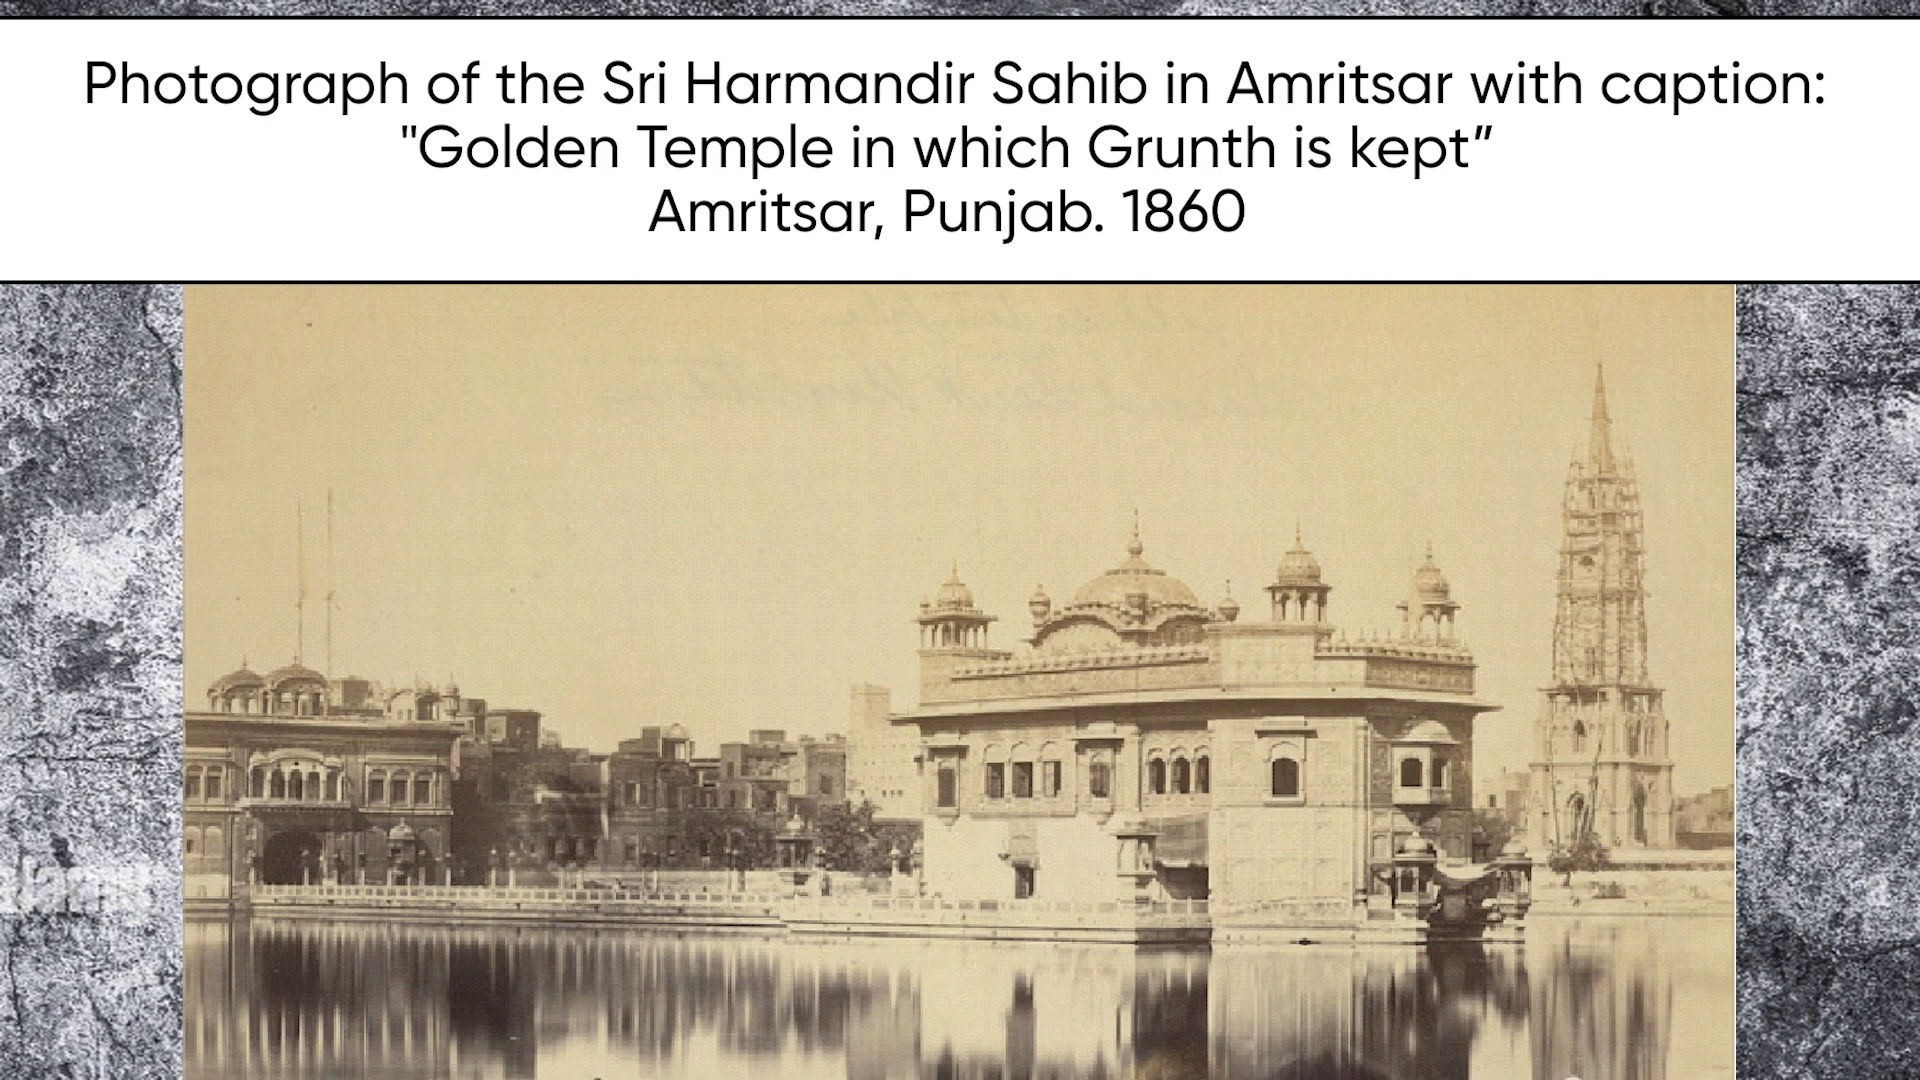 Photograph of the Sri Harmandir Sahib in Amritsar with caption:
"Golden Temple in which Grunth is kept”
Amritsar, Punjab. 1860